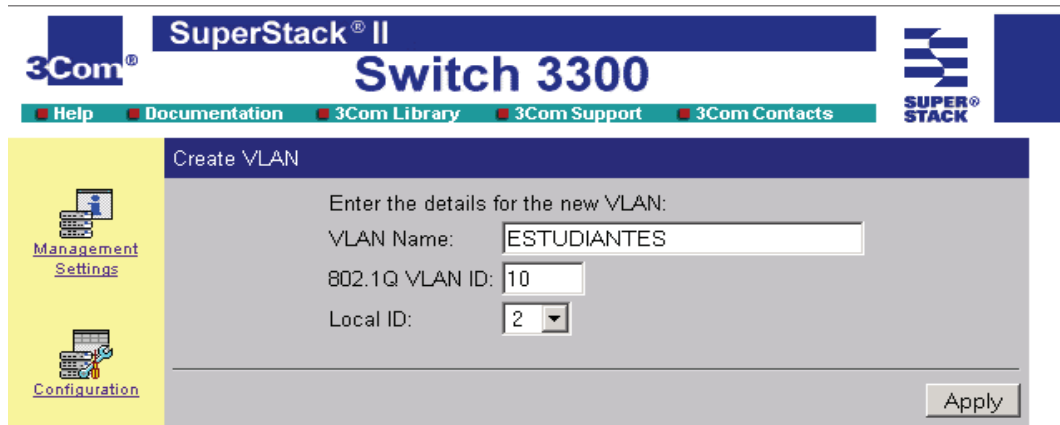 SuperStack® II
3Com®
Switch 3300
SUPER®
STACK
Help Documentation 3Com Library 3Com Support 3Com Contacts
Create VLAN
Enter the details for the new VLAN:
VLAN Name: ESTUDIANTES
802.1Q VLAN ID: 10
Local ID: 2
Management
Settings
Configuration
Apply